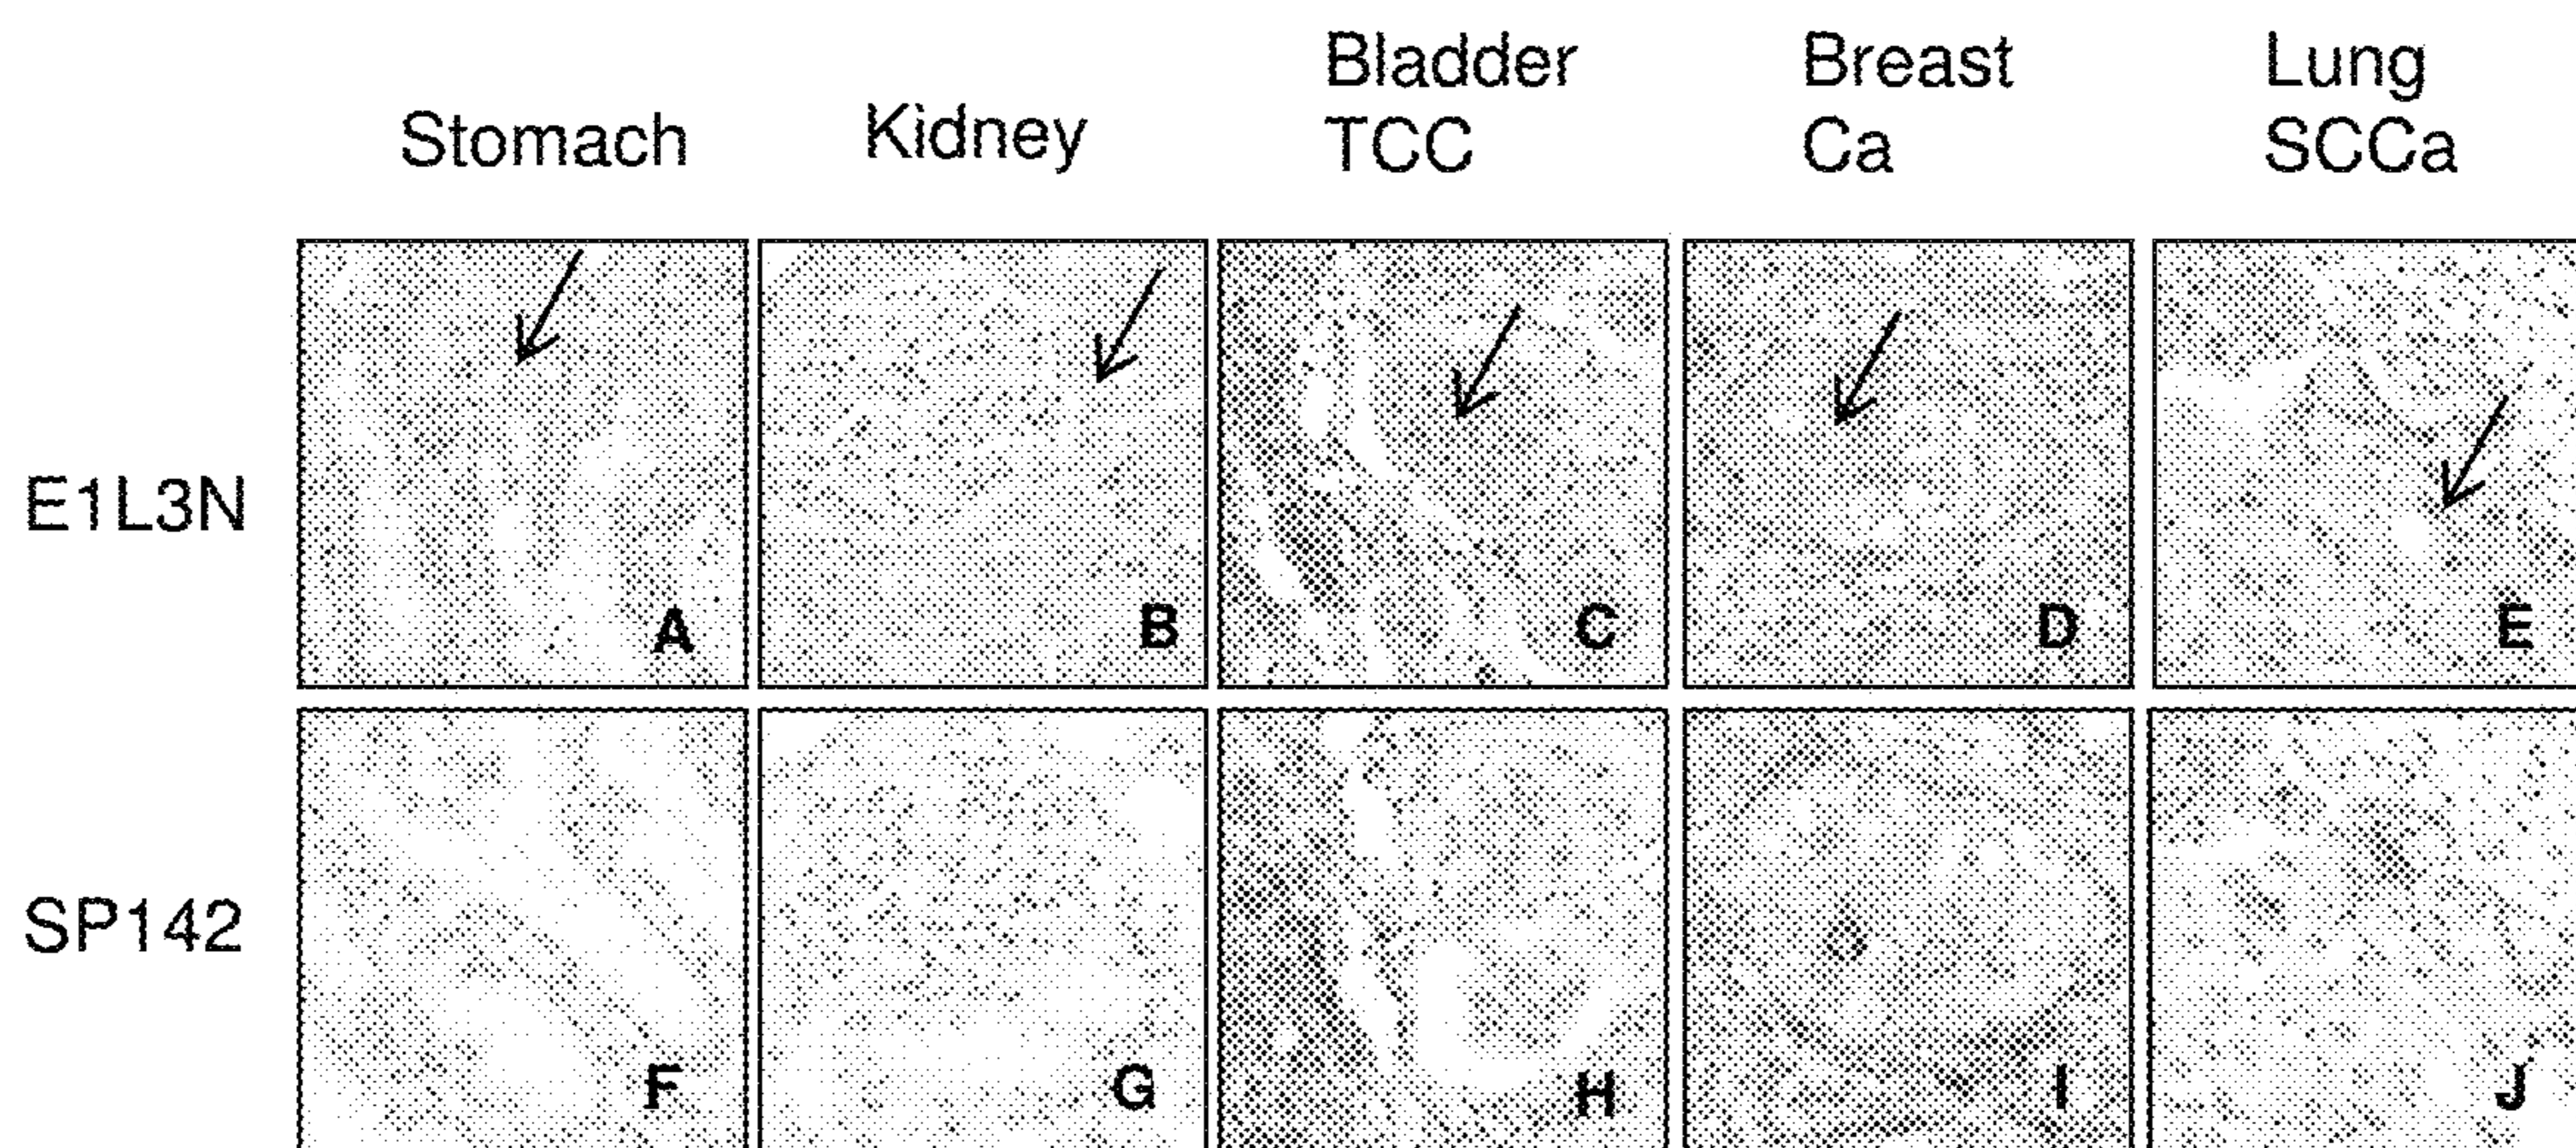 Stomach Kidney Bladder TCC Breast Ca Lung SCCa
E1L3N
A B C D E
SP142
F G H I J